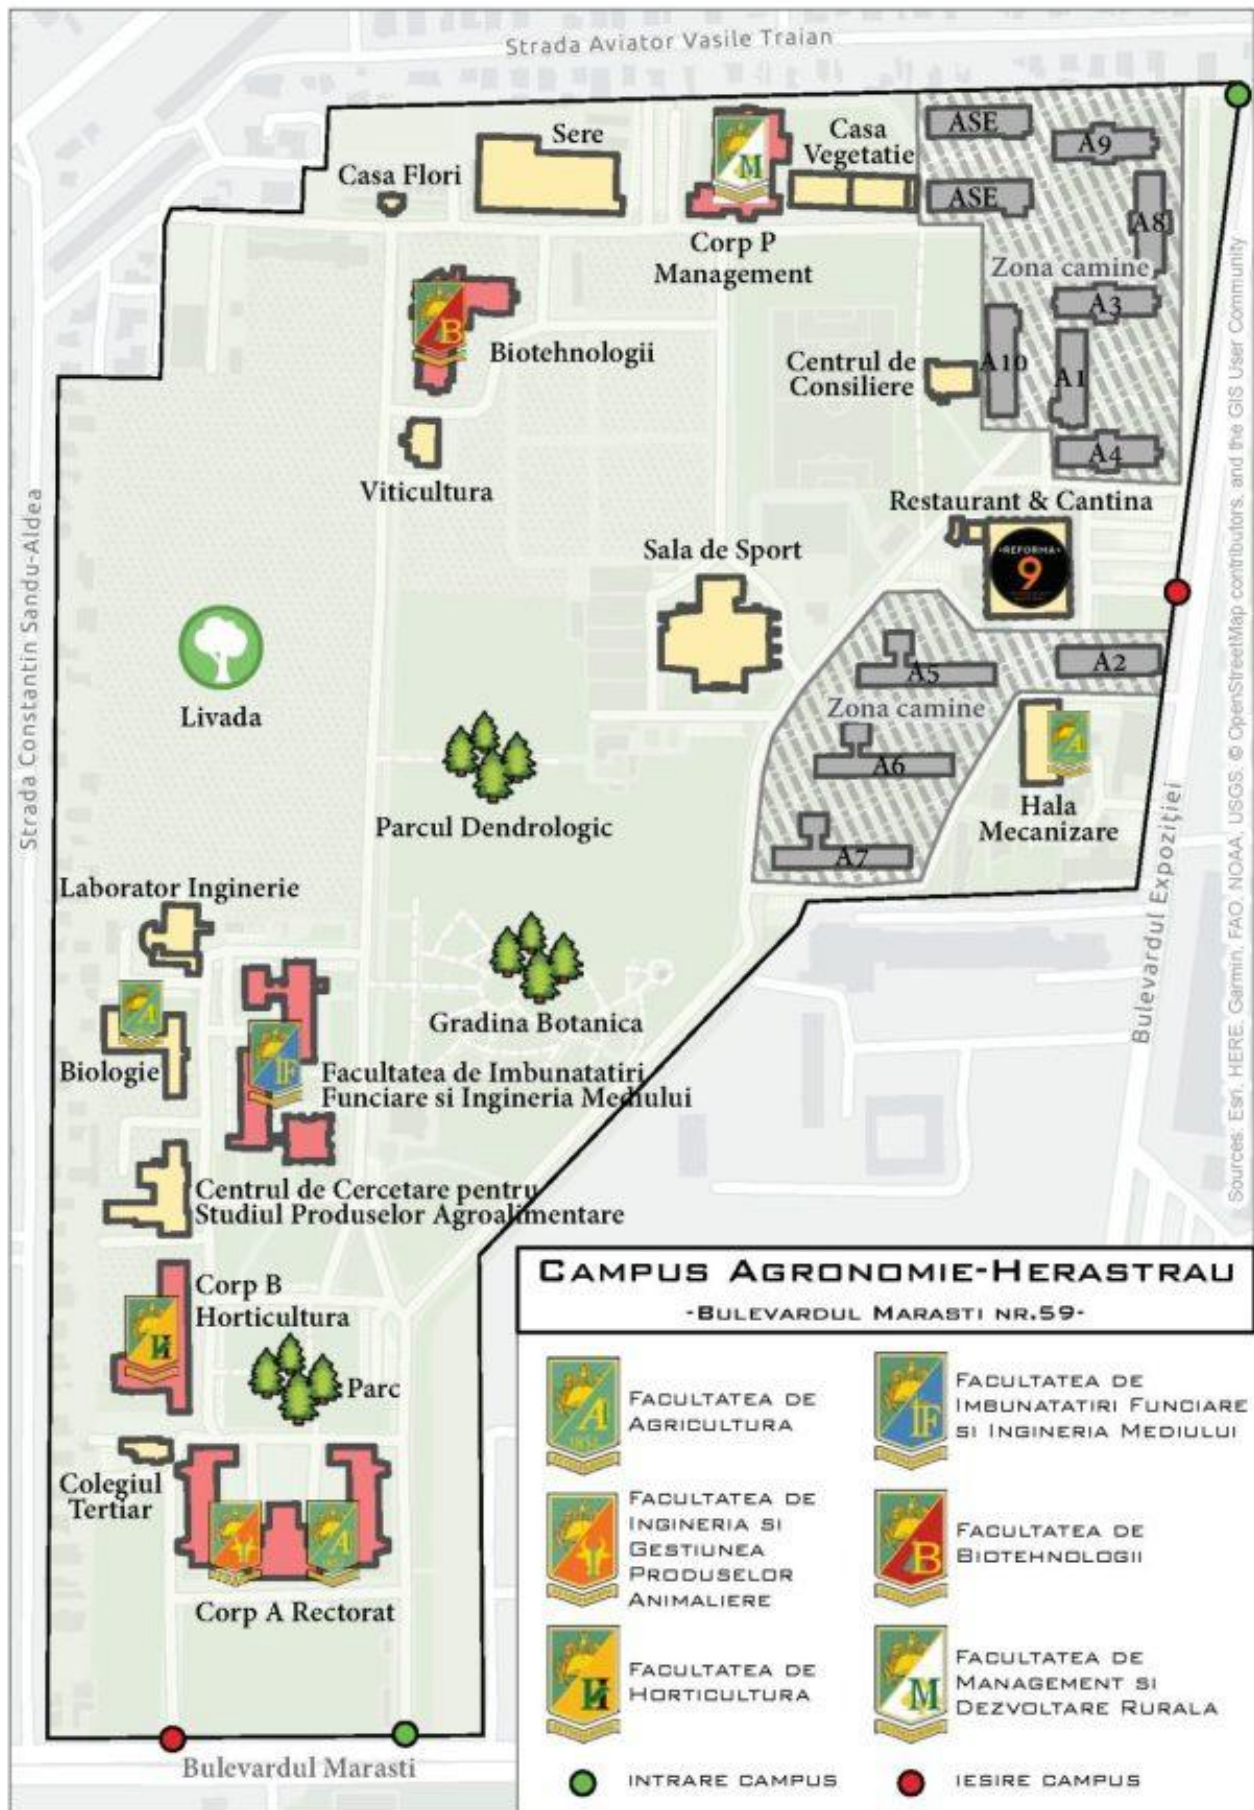 Strada Aviator Vasile Traian
Sere
Casa
Vegetatie
ASE
A9
Casa Flori
M
ASE
A8
Corp P
Management
Zona camine
B
Biotehnologii
A3
Centrul de
Consiliere
A10
A1
A4
Viticultura
Restaurant & Cantina
•REFORMA•
9
Sala de Sport
Strada Constantin Sandu-Aldea
Livada
A5
A2
Zona camine
A
A6
Hala
Mecanizare
Parcul Dendrologic
A7
Bulevardul Expoziției
Laborator Inginerie
A
Biologie
Gradina Botanica
IF
Facultatea de Imbunatatiri
Funciare si Ingineria Mediului
Centrul de Cercetare pentru
Studiul Produselor Agroalimentare
Corp B
Horticultura
H
Parc
Colegiul
Tertiar
A
Corp A Rectorat
Bulevardul Marasti
Sources: Esri, HERE, Garmin, FAO, NOAA, USGS, © OpenStreetMap contributors, and the GIS User Community
CAMPUS AGRONOMIE-HERASTRAU
-BULEVARDUL MARASTI NR.59-
A
FACULTATEA DE
AGRICULTURA
IF
FACULTATEA DE
IMBUNATATIRI FUNCIARE
SI INGINERIA MEDIULUI
FACULTATEA DE
INGINERIA SI
GESTIUNEA
PRODUSELOR
ANIMALIERE
B
FACULTATEA DE
BIOTEHNOLOGII
H
FACULTATEA DE
HORTICULTURA
M
FACULTATEA DE
MANAGEMENT SI
DEZVOLTARE RURALA
INTRARE CAMPUS
IESIRE CAMPUS